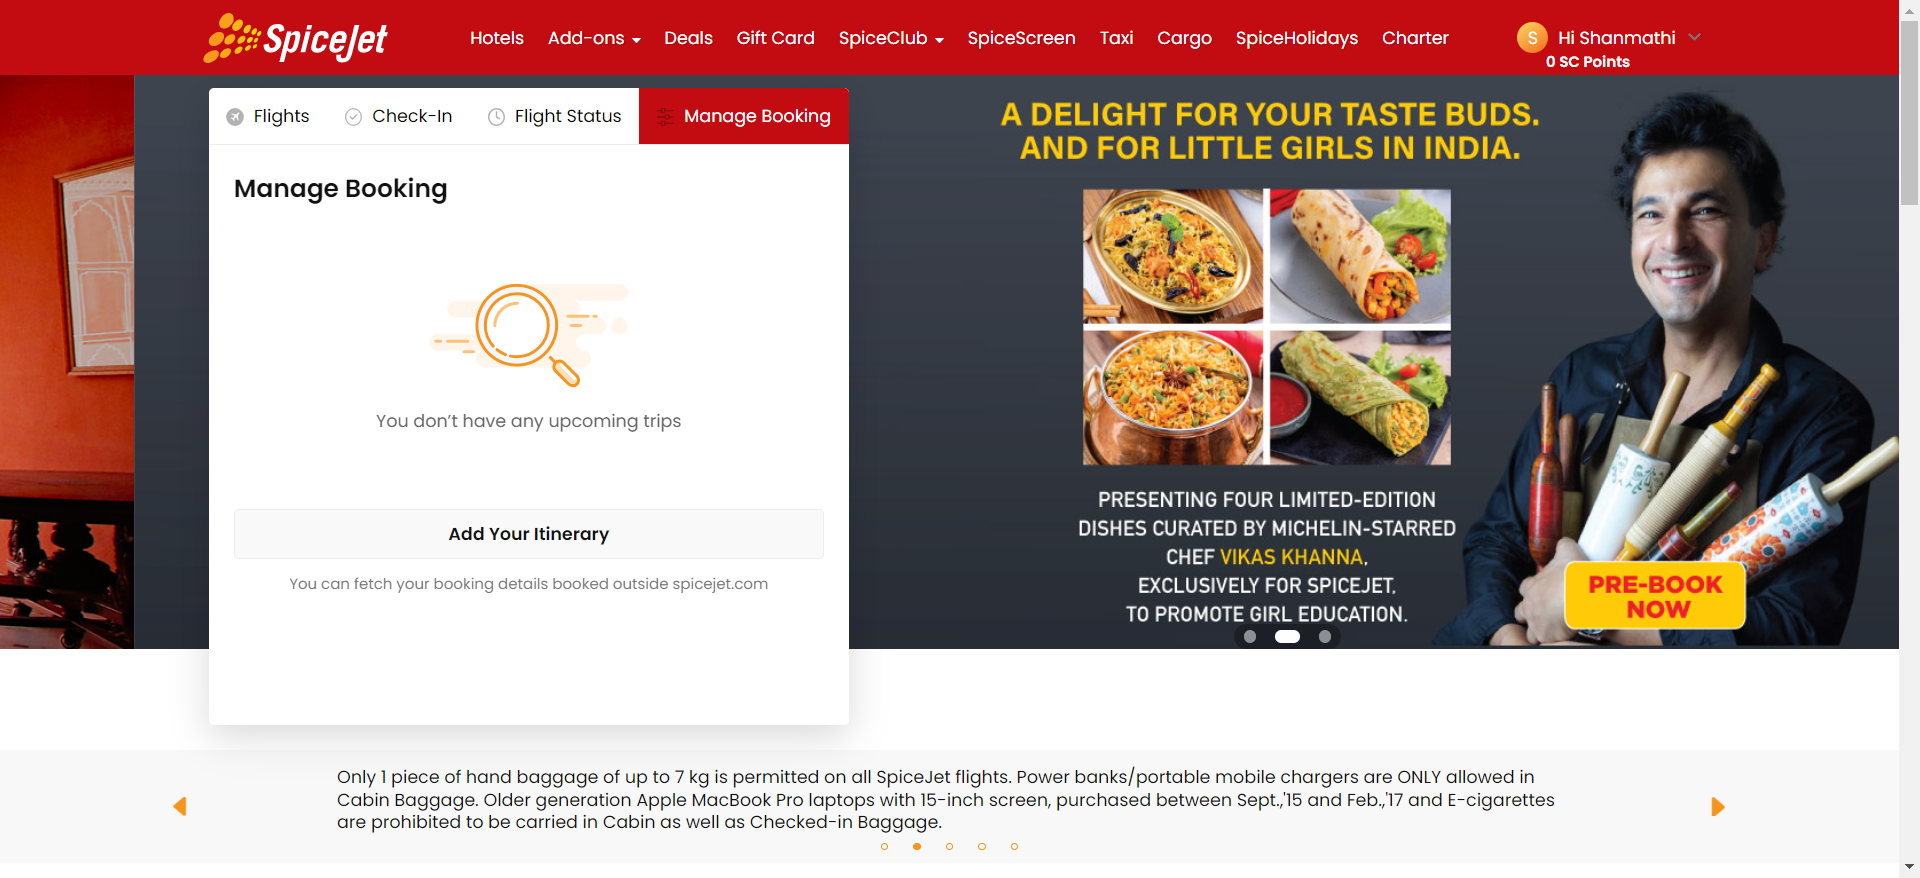 SpiceJet
Hotels
Add-ons
Deals
Gift Card
SpiceClub
SpiceScreen
Taxi
Cargo
SpiceHolidays
Charter
S
Hi Shanmathi
0 SC Points
Flights
Check-In
Flight Status
Manage Booking
Manage Booking
You don’t have any upcoming trips
Add Your Itinerary
You can fetch your booking details booked outside spicejet.com
A DELIGHT FOR YOUR TASTE BUDS.
AND FOR LITTLE GIRLS IN INDIA.
PRESENTING FOUR LIMITED-EDITION
DISHES CURATED BY MICHELIN-STARRED
CHEF VIKAS KHANNA,
EXCLUSIVELY FOR SPICEJET,
TO PROMOTE GIRL EDUCATION.
PRE-BOOK
NOW
Only 1 piece of hand baggage of up to 7 kg is permitted on all SpiceJet flights. Power banks/portable mobile chargers are ONLY allowed in
Cabin Baggage. Older generation Apple MacBook Pro laptops with 15-inch screen, purchased between Sept.,'15 and Feb.,'17 and E-cigarettes
are prohibited to be carried in Cabin as well as Checked-in Baggage.